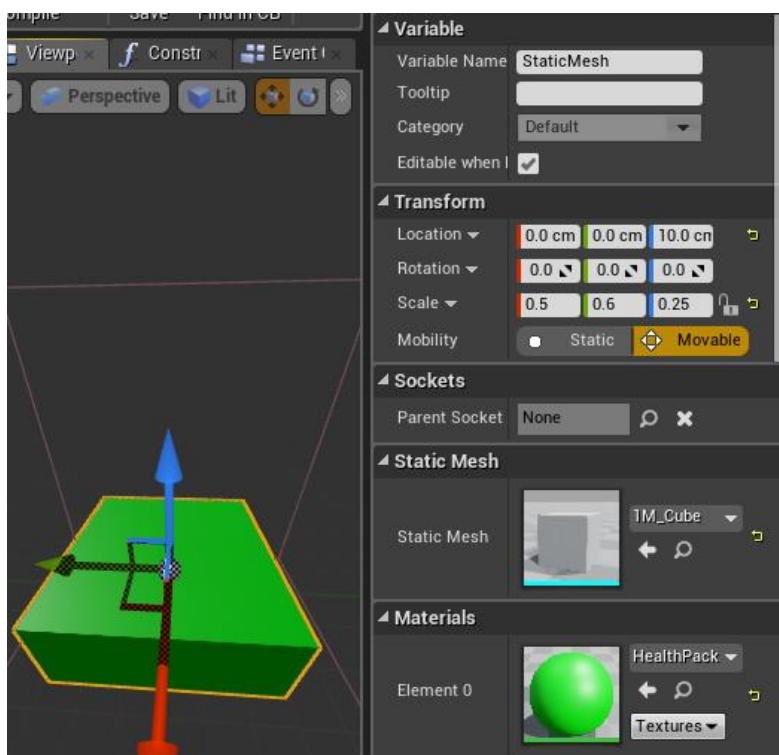 Save Find in CB
Viewp Constr Event
Perspective Lit
Variable
Variable Name StaticMesh
Tooltip
Category Default
Editable when
Transform
Location 0.0 cm 0.0 cm 10.0 cm
Rotation 0.0 0.0 0.0
Scale 0.5 0.6 0.25
Mobility Static Movable
Sockets
Parent Socket None
Static Mesh
Static Mesh 1M_Cube
Materials
Element 0 HealthPack
Textures